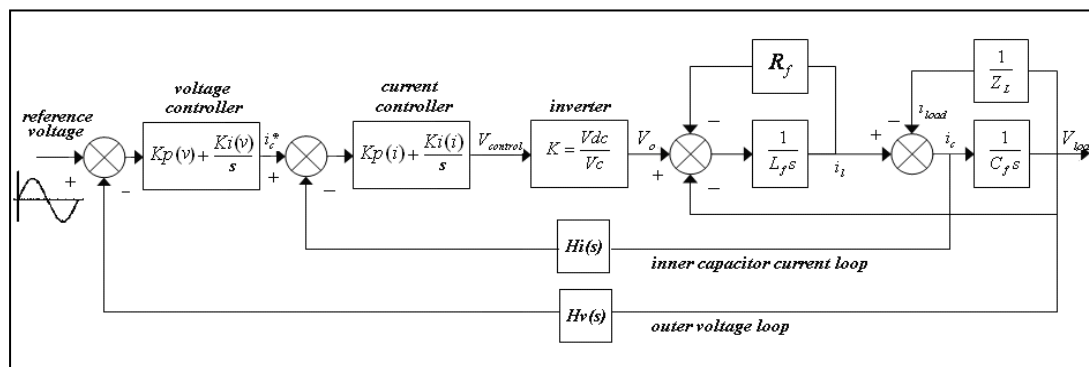 reference voltage
+
−
voltage controller
Kp(v) + Ki(v)/s
i_c*
+
−
current controller
Kp(i) + Ki(i)/s
V_control
inverter
K = Vdc/Vc
V_o
+
−
−
R_f
1/(L_f s)
i_l
+
−
i_load
1/Z_L
i_c
1/(C_f s)
V_load
Hi(s)
inner capacitor current loop
Hv(s)
outer voltage loop